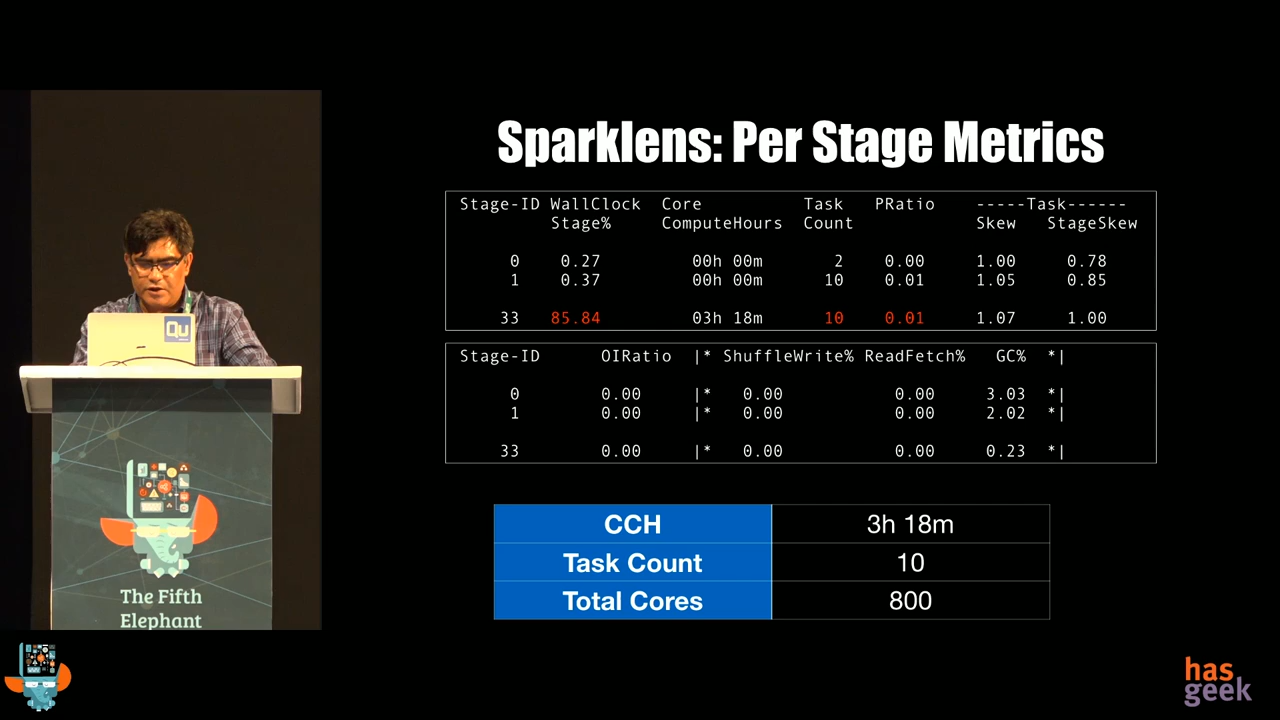 Sparklens: Per Stage Metrics
Stage-ID WallClock Core Task PRatio -----Task------
Stage% ComputeHours Count Skew StageSkew
0 0.27 00h 00m 2 0.00 1.00 0.78
1 0.37 00h 00m 10 0.01 1.05 0.85
33 85.84 03h 18m 10 0.01 1.07 1.00
Stage-ID OIRatio |* ShuffleWrite% ReadFetch% GC% *|
0 0.00 |* 0.00 0.00 3.03 *|
1 0.00 |* 0.00 0.00 2.02 *|
33 0.00 |* 0.00 0.00 0.23 *|
CCH 3h 18m
Task Count 10
Total Cores 800
Qu
The Fifth
Elephant
has
geek